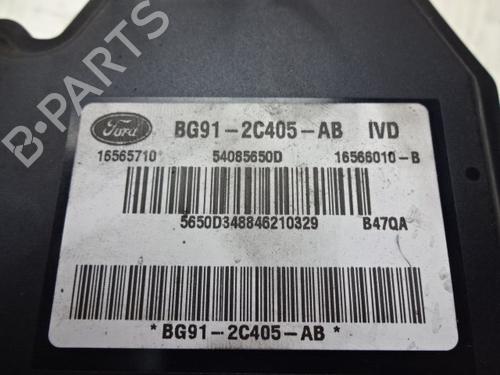 B-PARTS
Ford BG91-2C405-AB IVD
16565710 54085650D 16566010-B
5650D348846210329 B47QA
*BG91-2C405-AB*